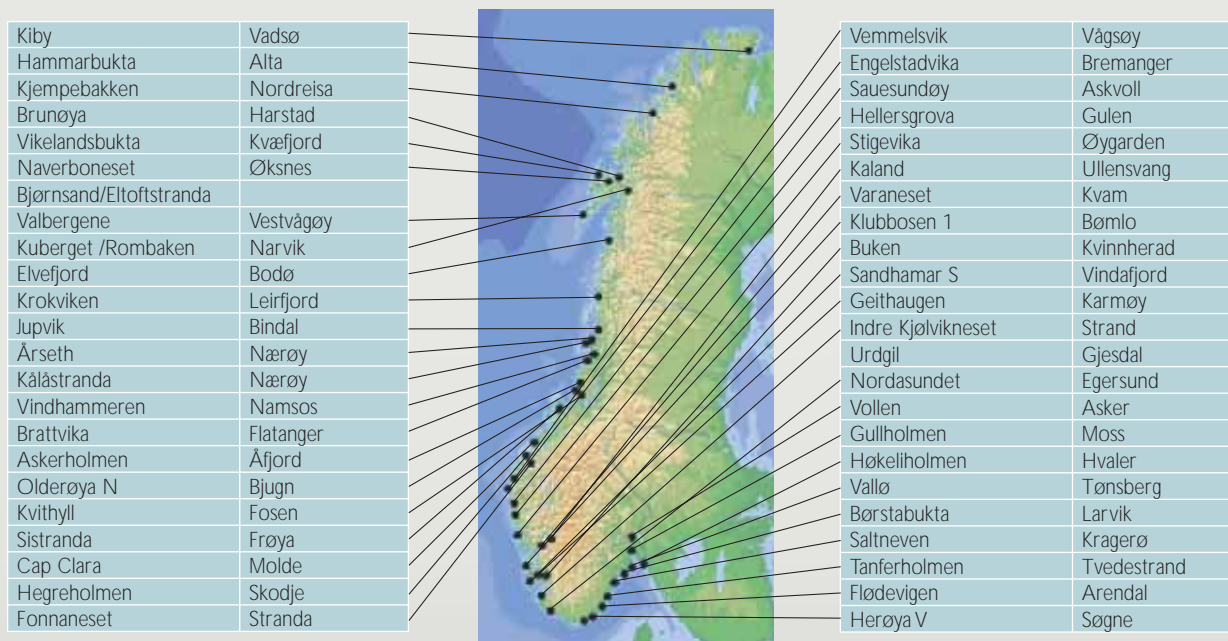 Kiby Vadsø
Hammarbukta Alta
Kjempebakken Nordreisa
Brunøya Harstad
Vikelandsbukta Kvæfjord
Naverboneset Øksnes
Bjørnsand/Eltoftstranda
Valbergene Vestvågøy
Kuberget /Rombaken Narvik
Elvefjord Bodø
Krokviken Leirfjord
Jupvik Bindal
Årseth Nærøy
Kålåstranda Nærøy
Vindhammeren Namsos
Brattvika Flatanger
Askerholmen Åfjord
Olderøya N Bjugn
Kvithyll Fosen
Sistranda Frøya
Cap Clara Molde
Hegreholmen Skodje
Fonnaneset Stranda
Vemmelsvik Vågsøy
Engelstadvika Bremanger
Sauesundøy Askvoll
Hellersgrova Gulen
Stigevika Øygarden
Kaland Ullensvang
Varaneset Kvam
Klubbosen 1 Bømlo
Buken Kvinnherad
Sandhamar S Vindafjord
Geithaugen Karmøy
Indre Kjølvikneset Strand
Urdgil Gjesdal
Nordasundet Egersund
Vollen Asker
Gullholmen Moss
Høkeliholmen Hvaler
Vallø Tønsberg
Børstabukta Larvik
Saltneven Kragerø
Tanferholmen Tvedestrand
Flødevigen Arendal
Herøya V Søgne